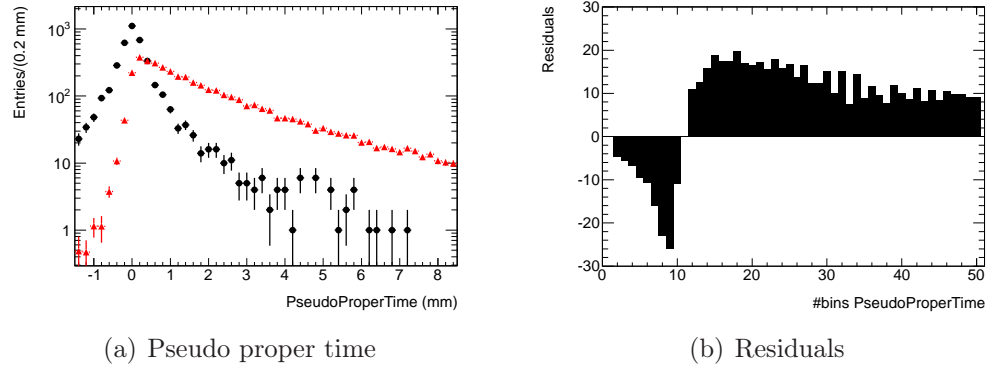 Entries/(0.2 mm)
10³
10²
10
1
-1 0 1 2 3 4 5 6 7 8
PseudoProperTime (mm)
(a) Pseudo proper time
Residuals
30
20
10
0
-10
-20
-30
0 10 20 30 40 50
#bins PseudoProperTime
(b) Residuals